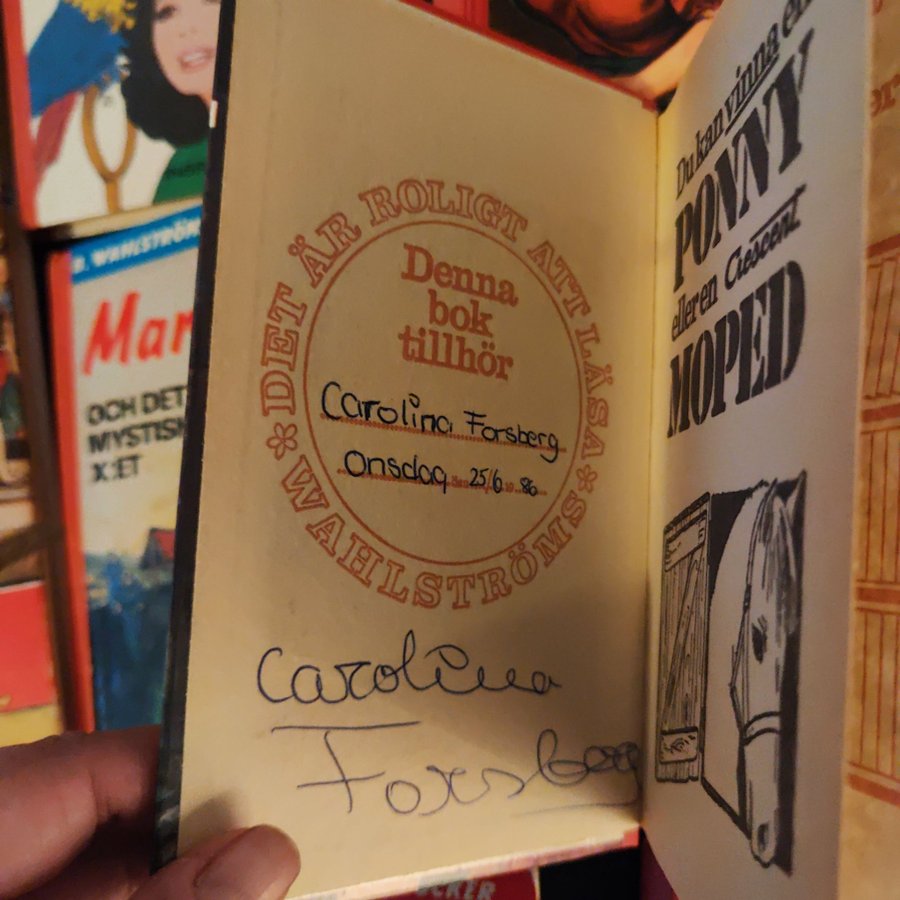 B. WAHLSTRÖM
Mar
OCH DET
MYSTISK
X:ET
DET ÄR ROLIGT ATT LÄSA
WAHLSTRÖMS
Denna
bok
tillhör
Carolina Forsberg
Onsdag 25/6 86
Carolina
Forsberg
Du kan vinna en
PONNY
eller en Crescent
MOPED